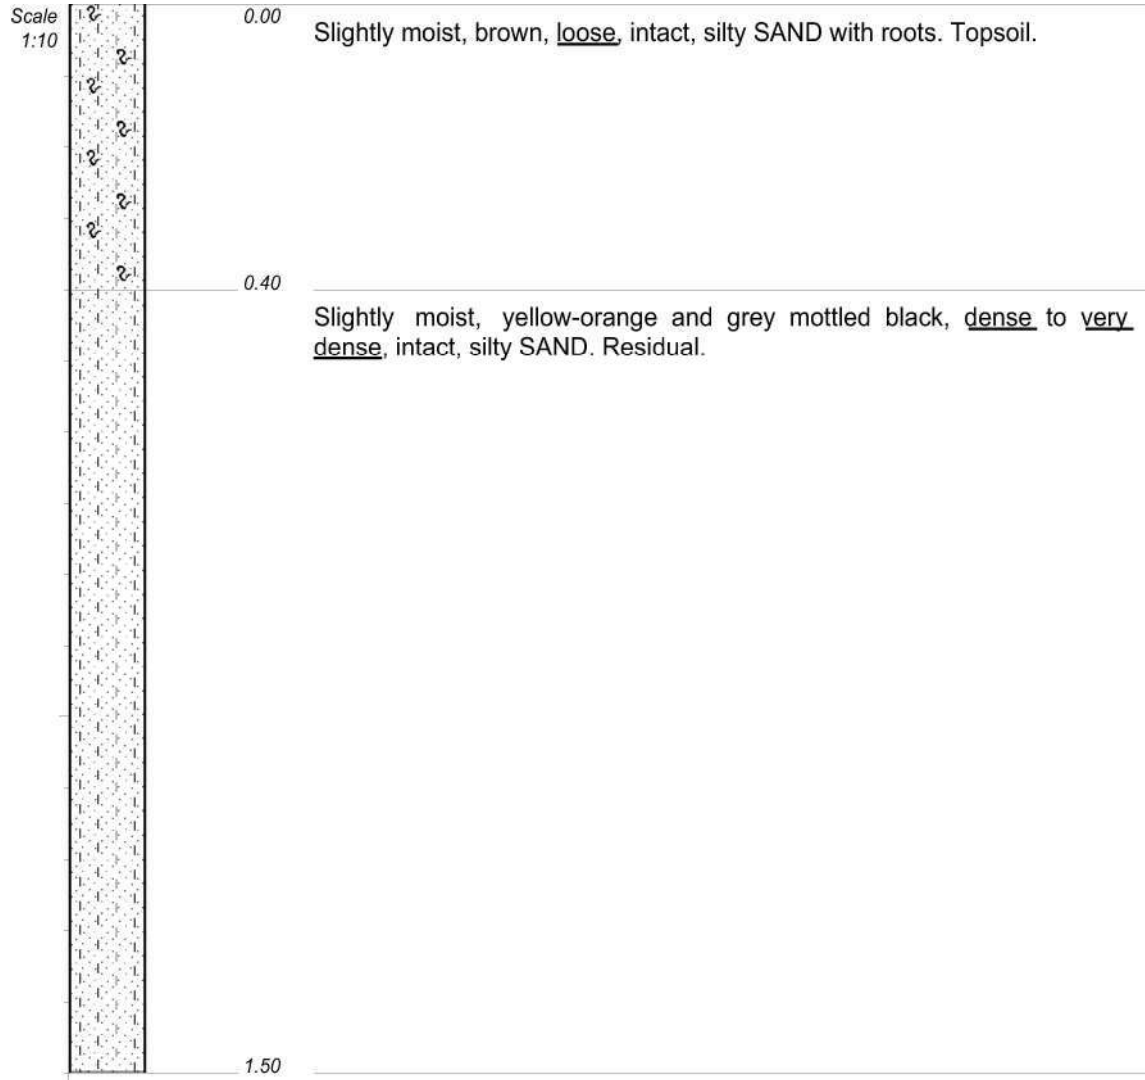 Scale
1:10
0.00
Slightly moist, brown, loose, intact, silty SAND with roots. Topsoil.
0.40
Slightly moist, yellow-orange and grey mottled black, dense to very
dense, intact, silty SAND. Residual.
1.50